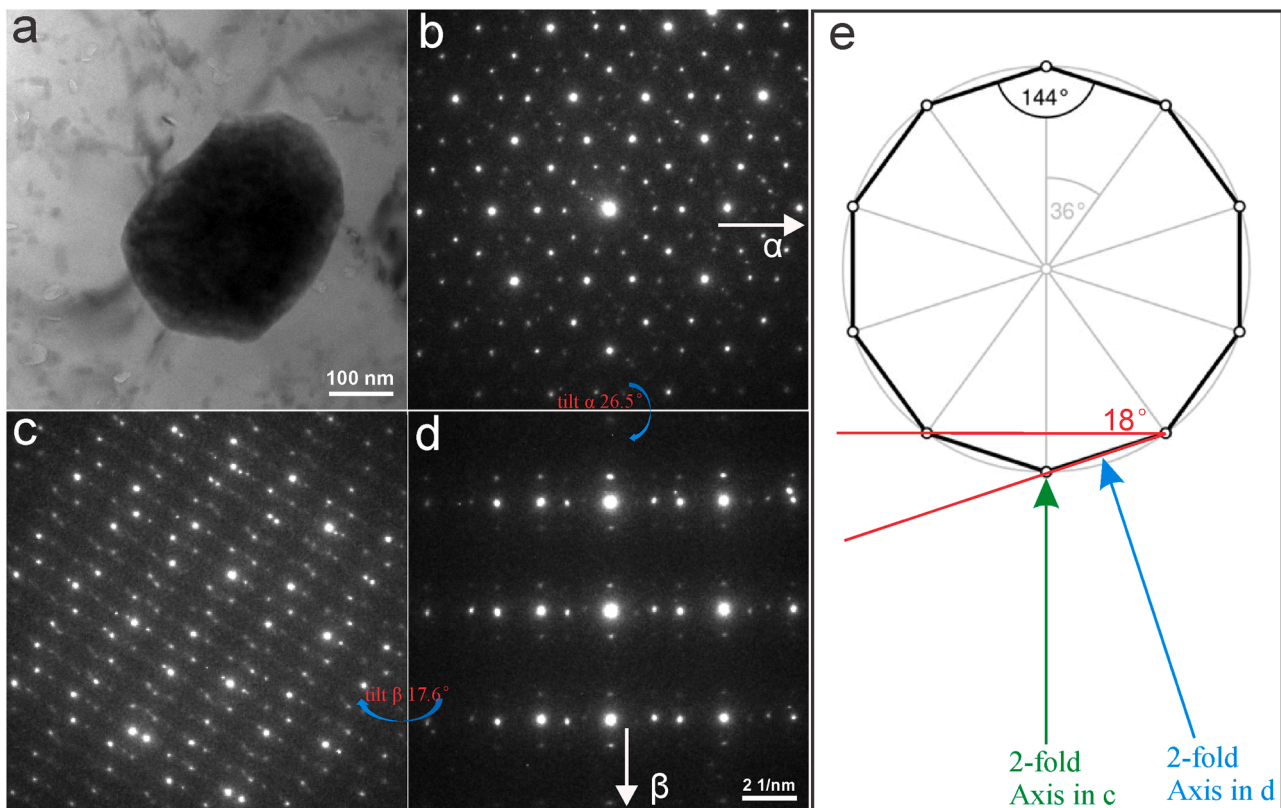 a
100 nm
b
α
tilt α 26.5°
c
tilt β 17.6°
d
β
2 1/nm
e
144°
36°
18°
2-fold
Axis in c
2-fold
Axis in d